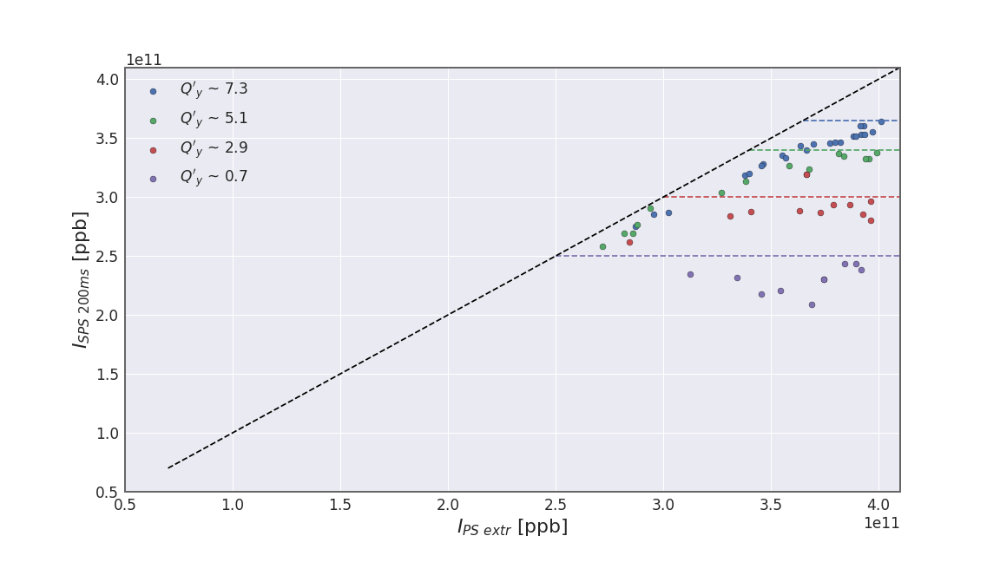 1e11
4.0
3.5
3.0
2.5
2.0
1.5
1.0
0.5
Q'y ~ 7.3
Q'y ~ 5.1
Q'y ~ 2.9
Q'y ~ 0.7
I_SPS 200ms [ppb]
0.5 1.0 1.5 2.0 2.5 3.0 3.5 4.0
1e11
I_PS extr [ppb]